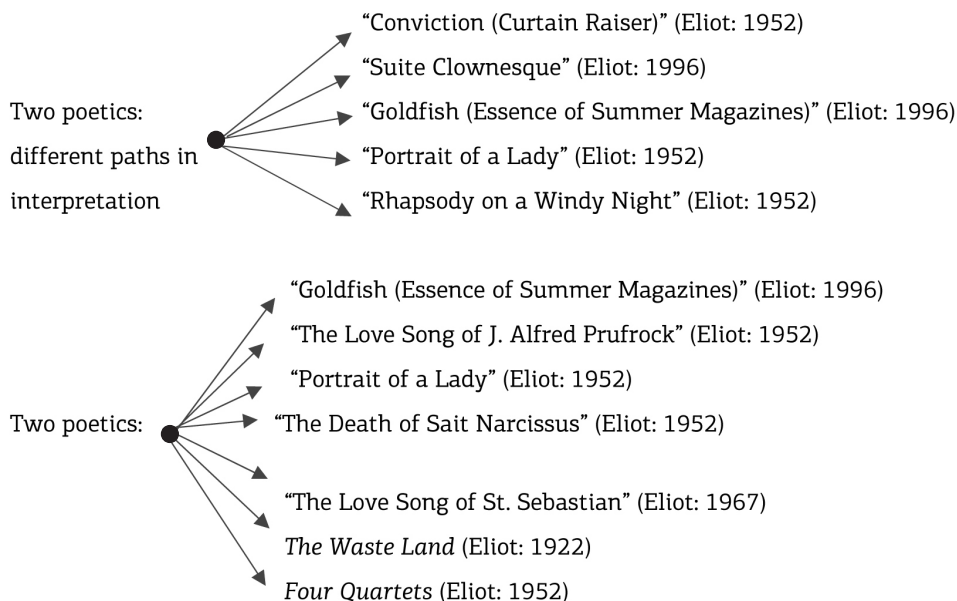 “Conviction (Curtain Raiser)” (Eliot: 1952)
“Suite Clownesque” (Eliot: 1996)
Two poetics:
“Goldfish (Essence of Summer Magazines)” (Eliot: 1996)
different paths in
“Portrait of a Lady” (Eliot: 1952)
interpretation
“Rhapsody on a Windy Night” (Eliot: 1952)
“Goldfish (Essence of Summer Magazines)” (Eliot: 1996)
“The Love Song of J. Alfred Prufrock” (Eliot: 1952)
“Portrait of a Lady” (Eliot: 1952)
Two poetics:
“The Death of Sait Narcissus” (Eliot: 1952)
“The Love Song of St. Sebastian” (Eliot: 1967)
The Waste Land (Eliot: 1922)
Four Quartets (Eliot: 1952)